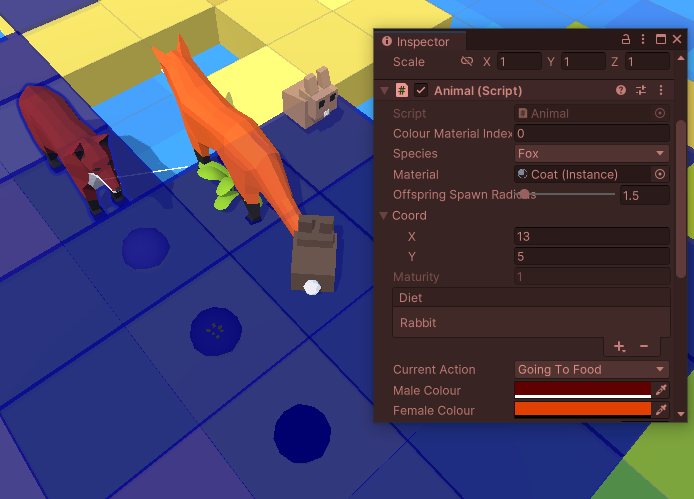 Inspector
Scale X 1 Y 1 Z 1
# Animal (Script)
Script # Animal
Colour Material Index 0
Species Fox
Material Coat (Instance)
Offspring Spawn Radius 1.5
Coord
X 13
Y 5
Maturity 1
Diet
Rabbit
Current Action Going To Food
Male Colour
Female Colour